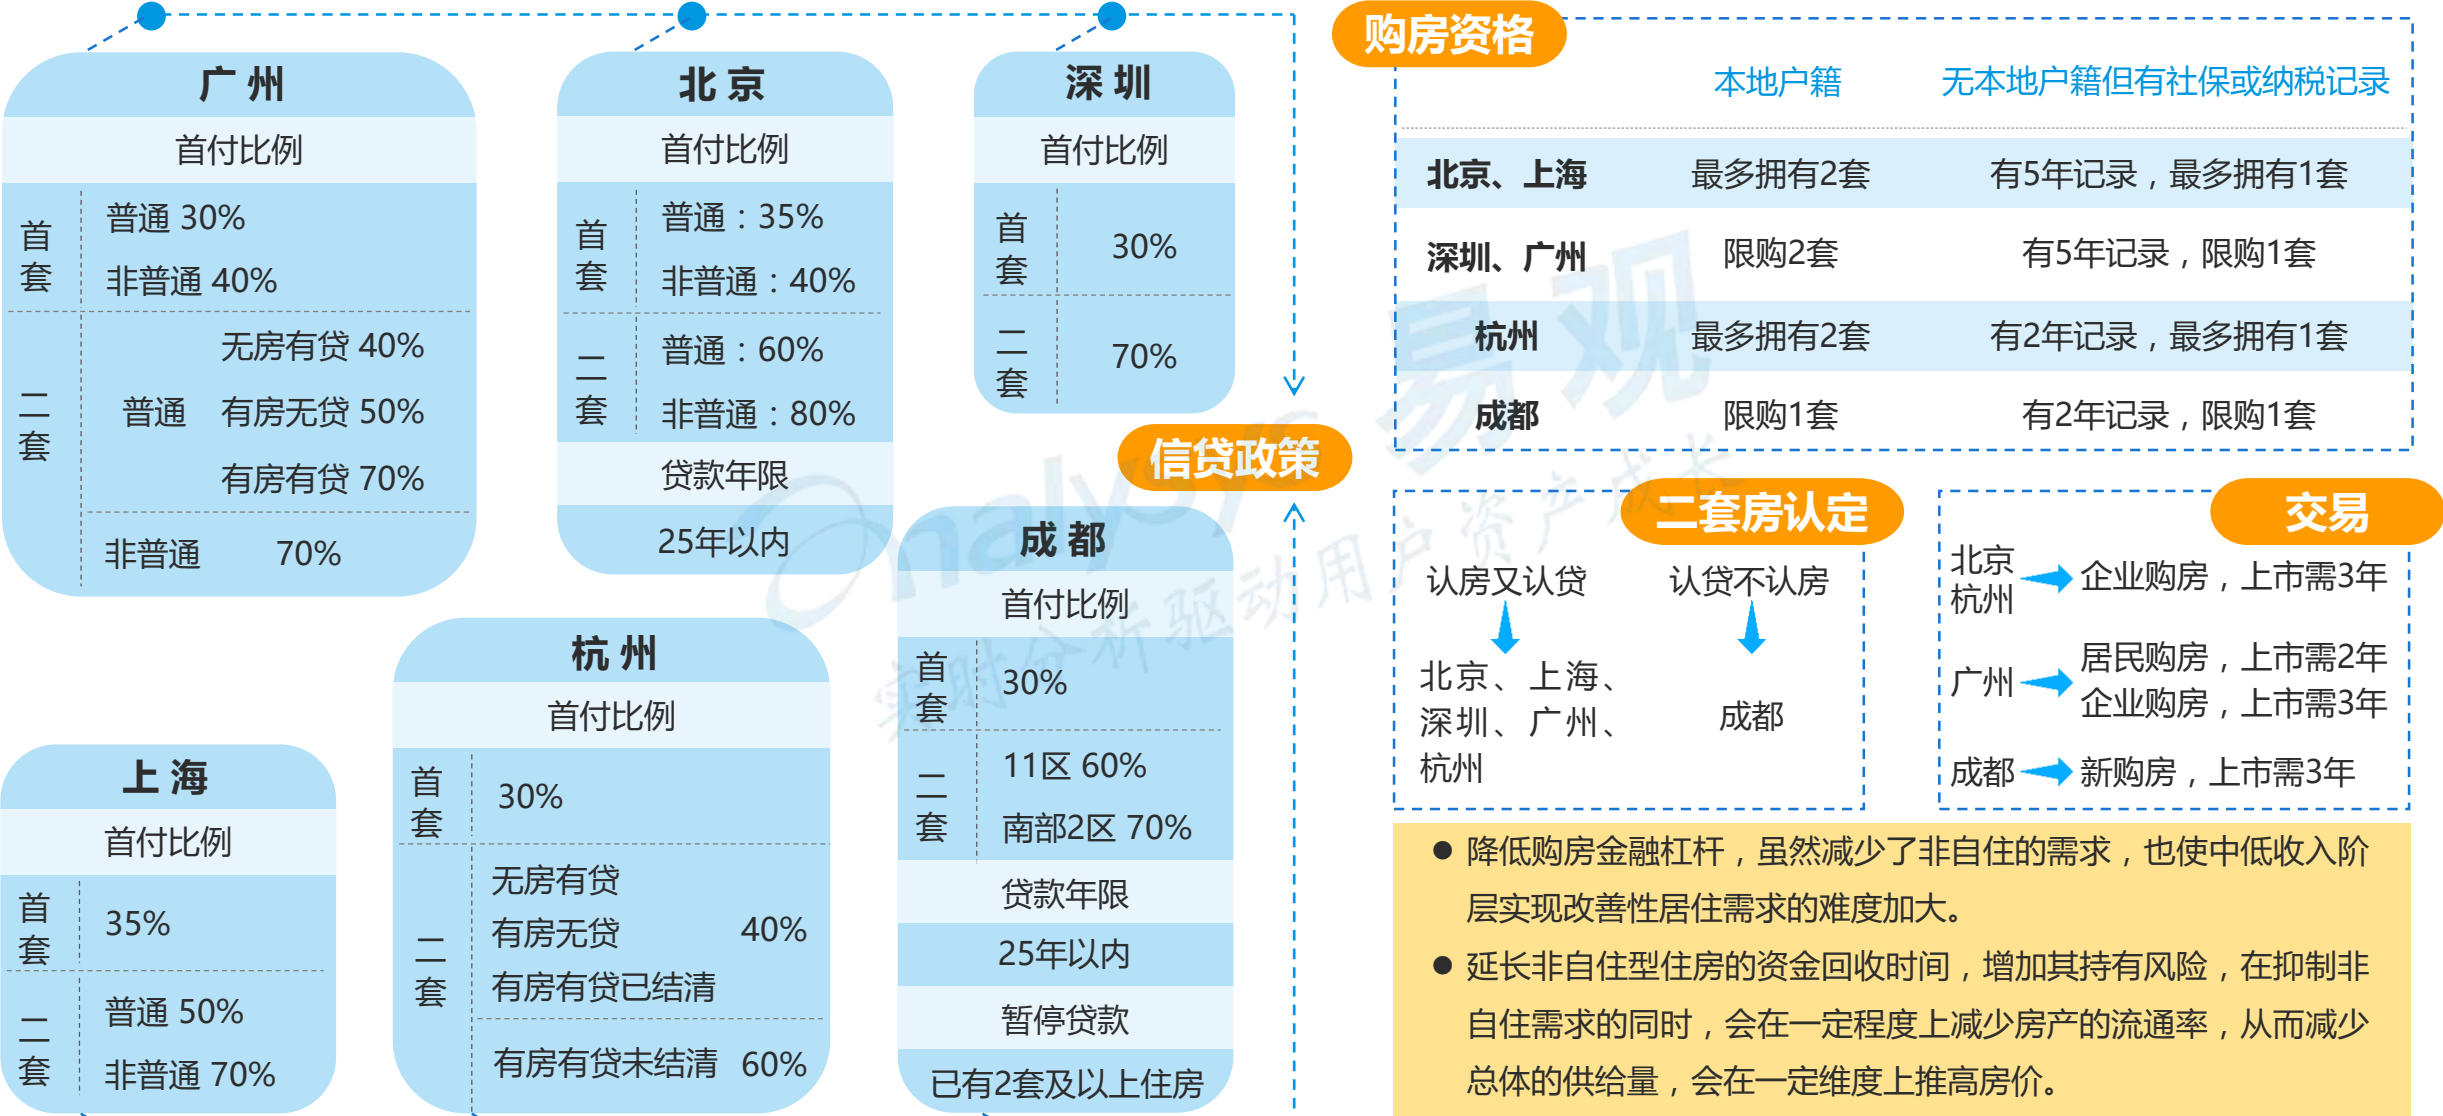 广州
首付比例
首套
普通 30%
非普通 40%
二套
普通
无房有贷 40%
有房无贷 50%
有房有贷 70%
非普通 70%
北京
首付比例
首套
普通：35%
非普通：40%
二套
普通：60%
非普通：80%
贷款年限
25年以内
深圳
首付比例
首套
30%
二套
70%
信贷政策
上海
首付比例
首套
35%
二套
普通 50%
非普通 70%
杭州
首付比例
首套
30%
二套
无房有贷
有房无贷 40%
有房有贷已结清
有房有贷未结清 60%
成都
首付比例
首套
30%
二套
11区 60%
南部2区 70%
贷款年限
25年以内
暂停贷款
已有2套及以上住房
购房资格
本地户籍 无本地户籍但有社保或纳税记录
北京、上海 最多拥有2套 有5年记录，最多拥有1套
深圳、广州 限购2套 有5年记录，限购1套
杭州 最多拥有2套 有2年记录，最多拥有1套
成都 限购1套 有2年记录，限购1套
二套房认定
认房又认贷 认贷不认房
北京、上海、
深圳、广州、
杭州
成都
交易
北京
杭州
企业购房，上市需3年
广州
居民购房，上市需2年
企业购房，上市需3年
成都 新购房，上市需3年
● 降低购房金融杠杆，虽然减少了非自住的需求，也使中低收入阶
层实现改善性居住需求的难度加大。
● 延长非自住型住房的资金回收时间，增加其持有风险，在抑制非
自住需求的同时，会在一定程度上减少房产的流通率，从而减少
总体的供给量，会在一定维度上推高房价。
analysys 易观
实时分析驱动用户资产成长